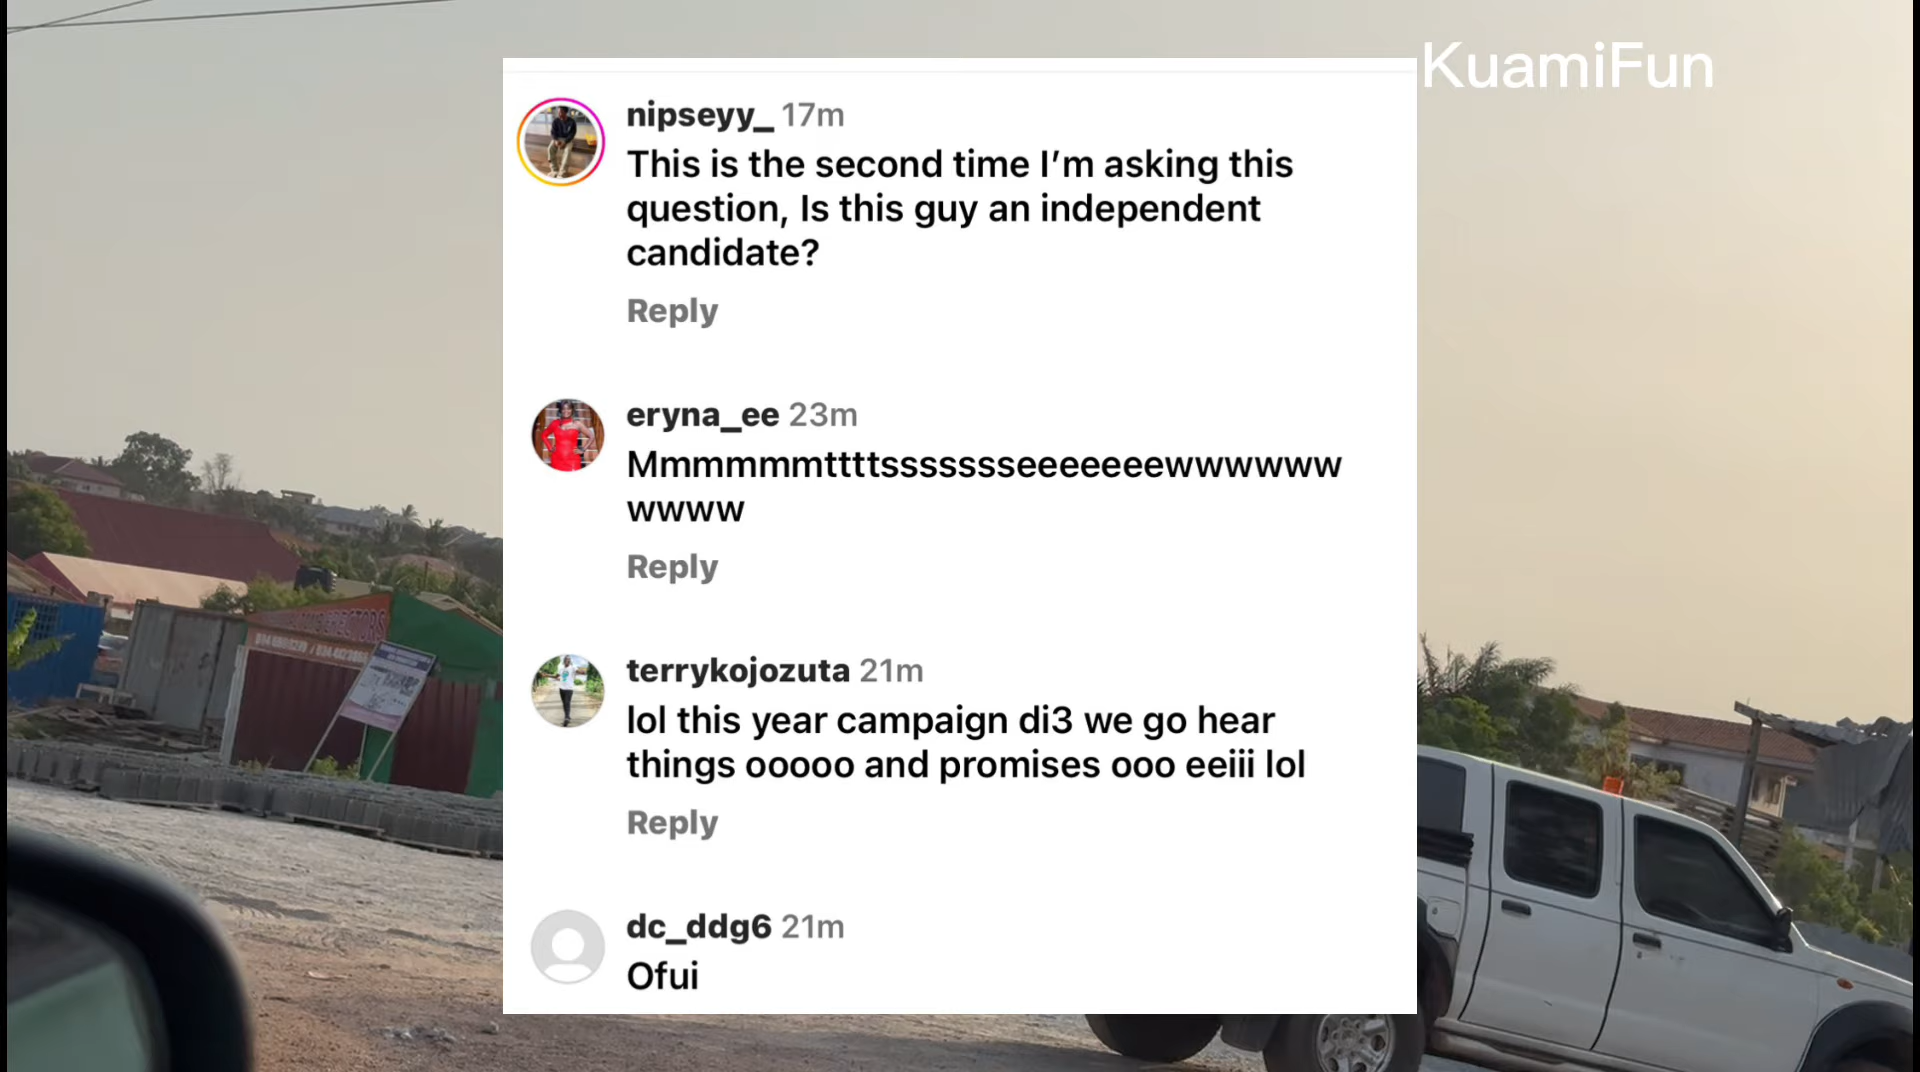 KuamiFun
nipseyy_ 17m
This is the second time I’m asking this
question, Is this guy an independent
candidate?
Reply
eryna_ee 23m
Mmmmmmttttssssssseeeeeeewwwwww
wwww
Reply
terrykojozuta 21m
lol this year campaign di3 we go hear
things ooooo and promises ooo eeiii lol
Reply
dc_ddg6 21m
Ofui